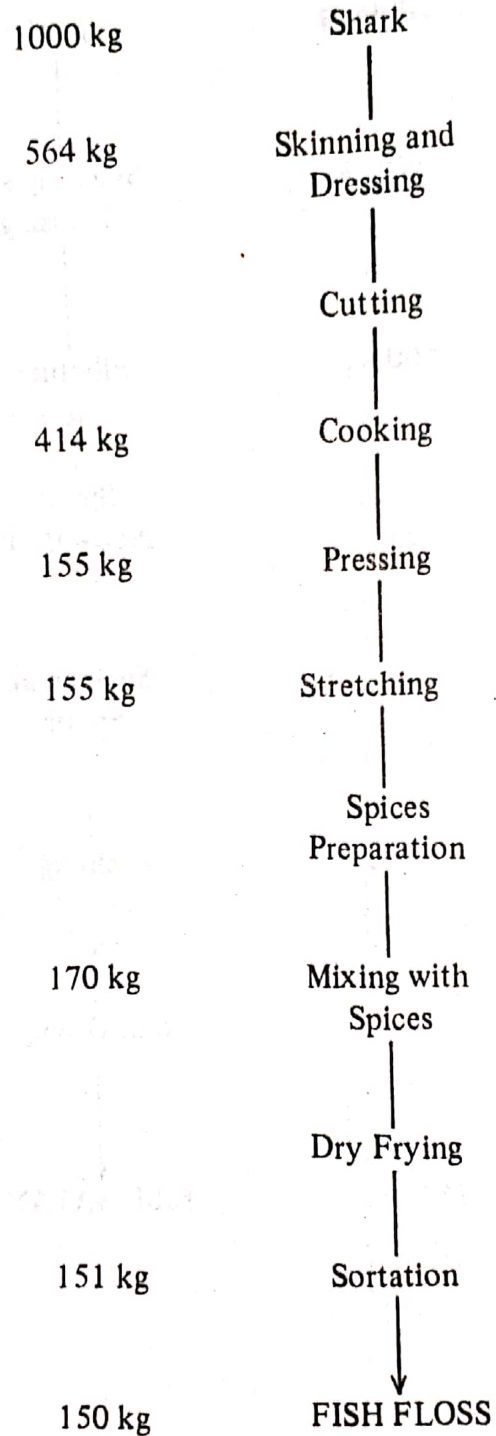 1000 kg Shark
564 kg Skinning and
Dressing
Cutting
414 kg Cooking
155 kg Pressing
155 kg Stretching
Spices
Preparation
170 kg Mixing with
Spices
Dry Frying
151 kg Sortation
150 kg FISH FLOSS